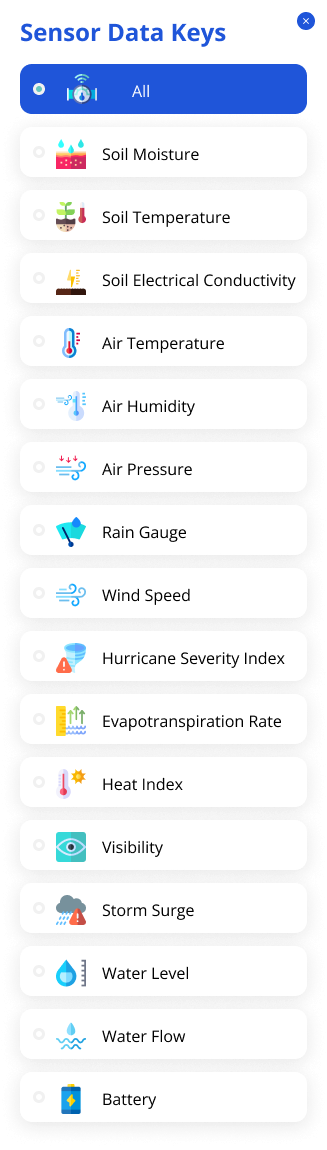 Sensor Data Keys
All
Soil Moisture
Soil Temperature
Soil Electrical Conductivity
Air Temperature
Air Humidity
Air Pressure
Rain Gauge
Wind Speed
Hurricane Severity Index
Evapotranspiration Rate
Heat Index
Visibility
Storm Surge
Water Level
Water Flow
Battery